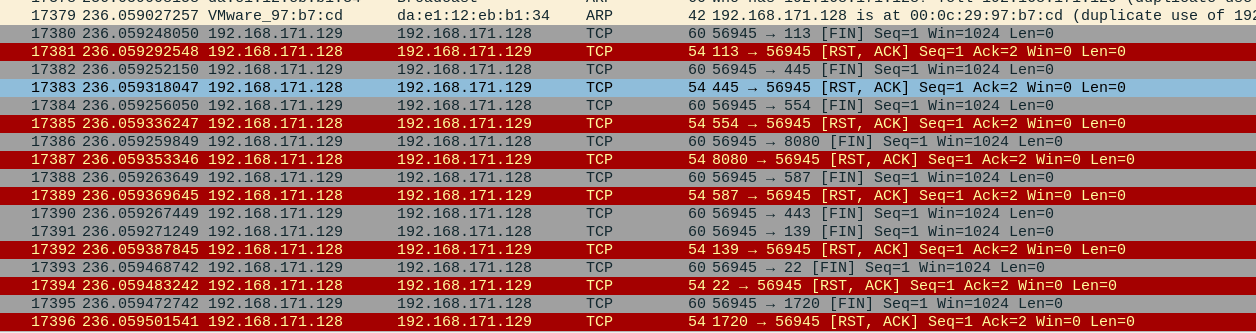 17379 236.059027257 VMware_97:b7:cd da:e1:12:eb:b1:34 ARP 42 192.168.171.128 is at 00:0c:29:97:b7:cd (duplicate use of 192
17380 236.059248050 192.168.171.129 192.168.171.128 TCP 60 56945 → 113 [FIN] Seq=1 Win=1024 Len=0
17381 236.059292548 192.168.171.128 192.168.171.129 TCP 54 113 → 56945 [RST, ACK] Seq=1 Ack=2 Win=0 Len=0
17382 236.059252150 192.168.171.129 192.168.171.128 TCP 60 56945 → 445 [FIN] Seq=1 Win=1024 Len=0
17383 236.059318047 192.168.171.128 192.168.171.129 TCP 54 445 → 56945 [RST, ACK] Seq=1 Ack=2 Win=0 Len=0
17384 236.059256050 192.168.171.129 192.168.171.128 TCP 60 56945 → 554 [FIN] Seq=1 Win=1024 Len=0
17385 236.059336247 192.168.171.128 192.168.171.129 TCP 54 554 → 56945 [RST, ACK] Seq=1 Ack=2 Win=0 Len=0
17386 236.059259849 192.168.171.129 192.168.171.128 TCP 60 56945 → 8080 [FIN] Seq=1 Win=1024 Len=0
17387 236.059353346 192.168.171.128 192.168.171.129 TCP 54 8080 → 56945 [RST, ACK] Seq=1 Ack=2 Win=0 Len=0
17388 236.059263649 192.168.171.129 192.168.171.128 TCP 60 56945 → 587 [FIN] Seq=1 Win=1024 Len=0
17389 236.059369645 192.168.171.128 192.168.171.129 TCP 54 587 → 56945 [RST, ACK] Seq=1 Ack=2 Win=0 Len=0
17390 236.059267449 192.168.171.129 192.168.171.128 TCP 60 56945 → 443 [FIN] Seq=1 Win=1024 Len=0
17391 236.059271249 192.168.171.129 192.168.171.128 TCP 60 56945 → 139 [FIN] Seq=1 Win=1024 Len=0
17392 236.059387845 192.168.171.128 192.168.171.129 TCP 54 139 → 56945 [RST, ACK] Seq=1 Ack=2 Win=0 Len=0
17393 236.059468742 192.168.171.129 192.168.171.128 TCP 60 56945 → 22 [FIN] Seq=1 Win=1024 Len=0
17394 236.059483242 192.168.171.128 192.168.171.129 TCP 54 22 → 56945 [RST, ACK] Seq=1 Ack=2 Win=0 Len=0
17395 236.059472742 192.168.171.129 192.168.171.128 TCP 60 56945 → 1720 [FIN] Seq=1 Win=1024 Len=0
17396 236.059501541 192.168.171.128 192.168.171.129 TCP 54 1720 → 56945 [RST, ACK] Seq=1 Ack=2 Win=0 Len=0